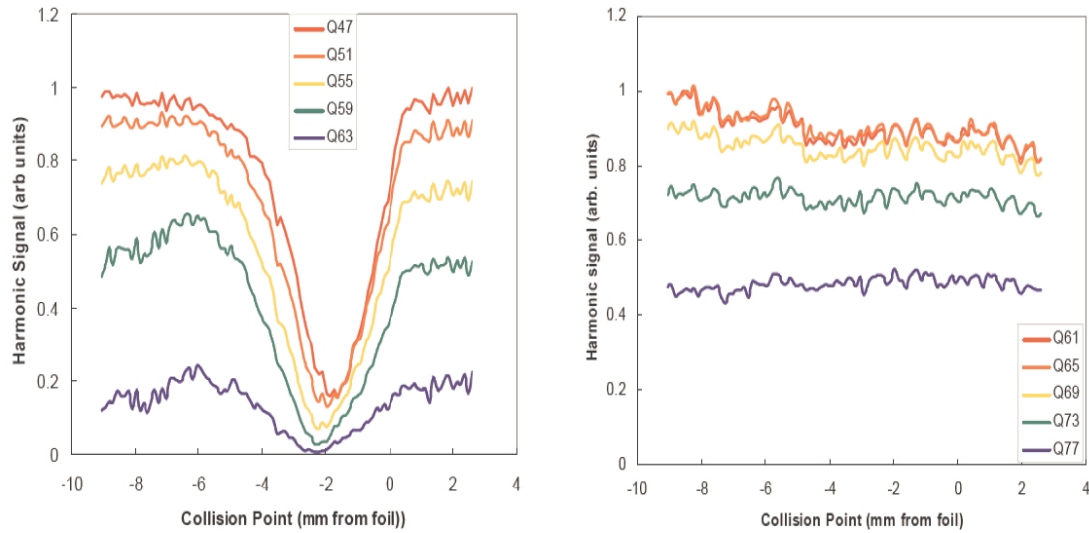 1.2
1
0.8
0.6
0.4
0.2
0
Harmonic Signal (arb units)
Q47
Q51
Q55
Q59
Q63
-10
-8
-6
-4
-2
0
2
4
Collision Point (mm from foil))
1.2
1
0.8
0.6
0.4
0.2
0
Harmonic signal (arb. units)
Q61
Q65
Q69
Q73
Q77
-10
-8
-6
-4
-2
0
2
4
Collision Point (mm from foil)